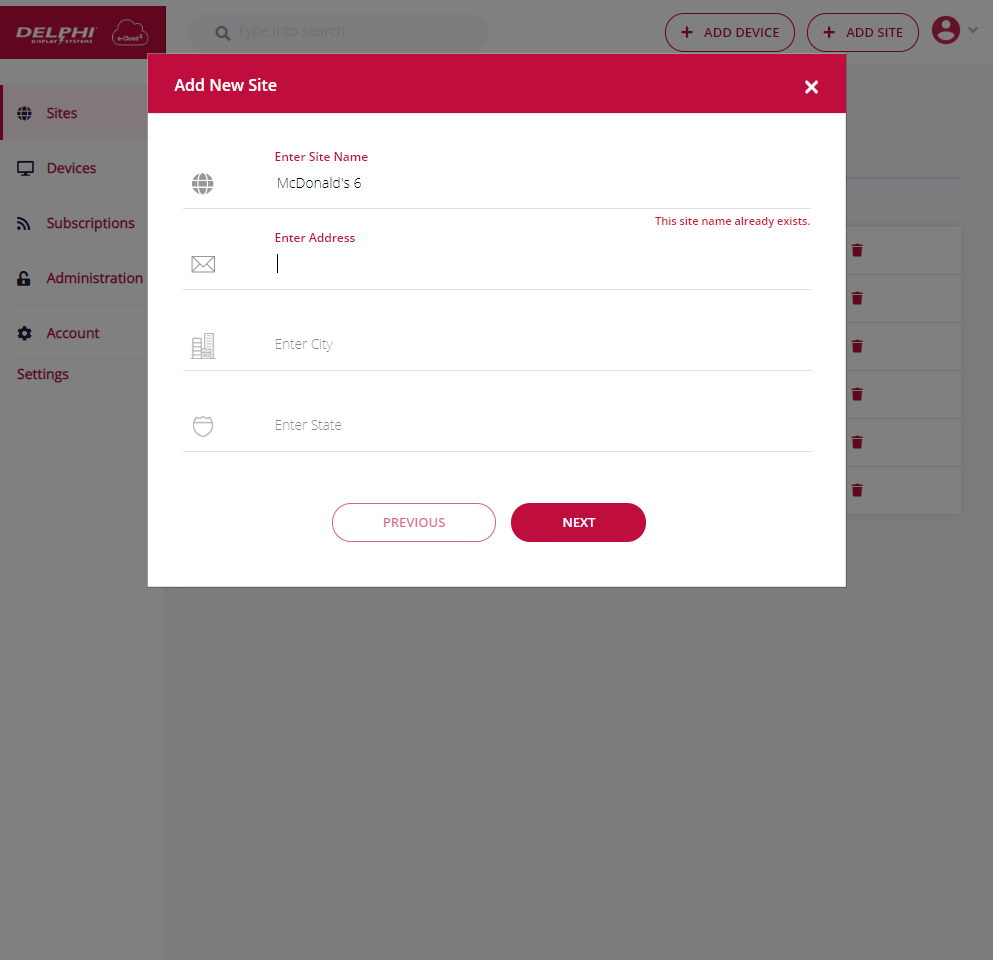 DELPHI
DISPLAY SYSTEMS
e-Cloud²
Type into search
+ ADD DEVICE
+ ADD SITE
Add New Site
Sites
Devices
Subscriptions
Administration
Account
Settings
Enter Site Name
McDonald's 6
This site name already exists.
Enter Address
Enter City
Enter State
PREVIOUS
NEXT